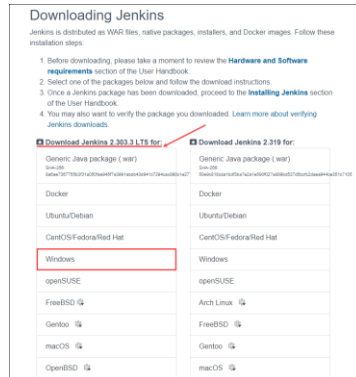 Downloading Jenkins
Jenkins is distributed as WAR files, native packages, installers, and Docker images. Follow these
installation steps:
1. Before downloading, please take a moment to review the Hardware and Software
requirements section of the User Handbook.
2. Select one of the packages below and follow the download instructions.
3. Once a Jenkins package has been downloaded, proceed to the Installing Jenkins section
of the User Handbook.
4. You may also want to verify the package you downloaded. Learn more about verifying
Jenkins downloads.
Download Jenkins 2.303.3 LTS for:
Generic Java package (.war)
SHA-256:
Docker
Ubuntu/Debian
CentOS/Fedora/Red Hat
Windows
openSUSE
FreeBSD
Gentoo
macOS
OpenBSD
Download Jenkins 2.319 for:
Generic Java package (.war)
SHA-256:
Docker
Ubuntu/Debian
CentOS/Fedora/Red Hat
Windows
openSUSE
Arch Linux
FreeBSD
Gentoo
macOS